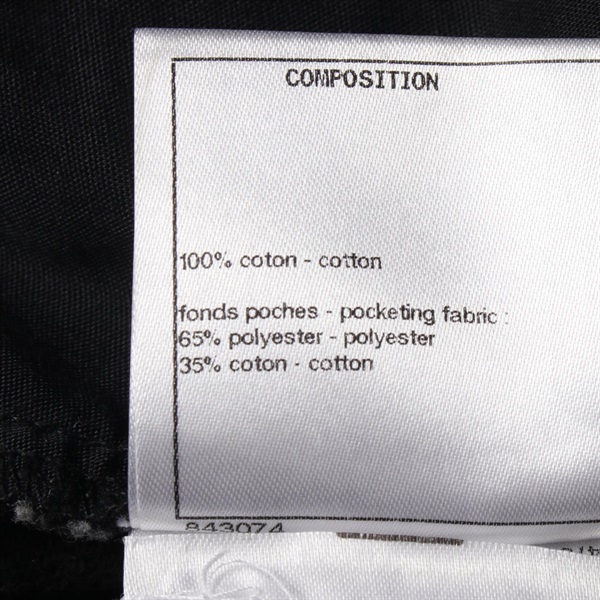 COMPOSITION
100% coton - cotton
fonds poches - pocketing fabric :
65% polyester - polyester
35% coton - cotton
843074